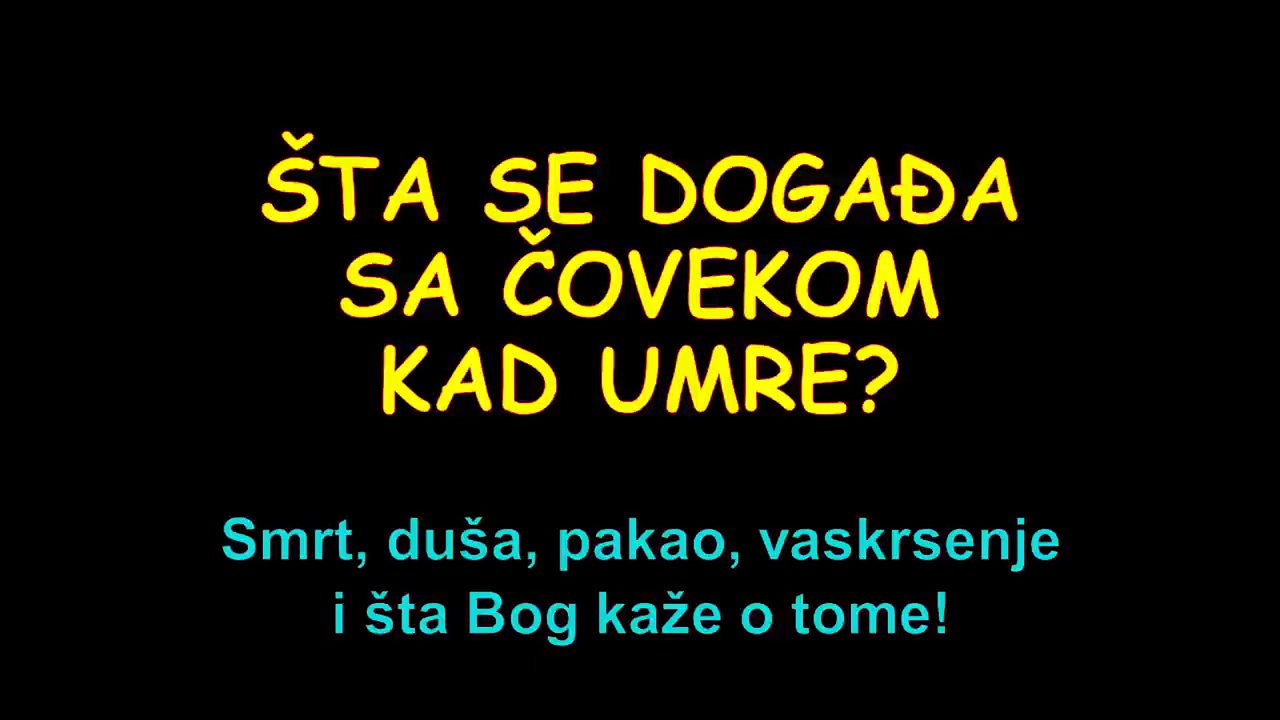 ŠTA SE DOGAĐA
SA ČOVEKOM
KAD UMRE?
Smrt, duša, pakao, vaskrsenje
i šta Bog kaže o tome!